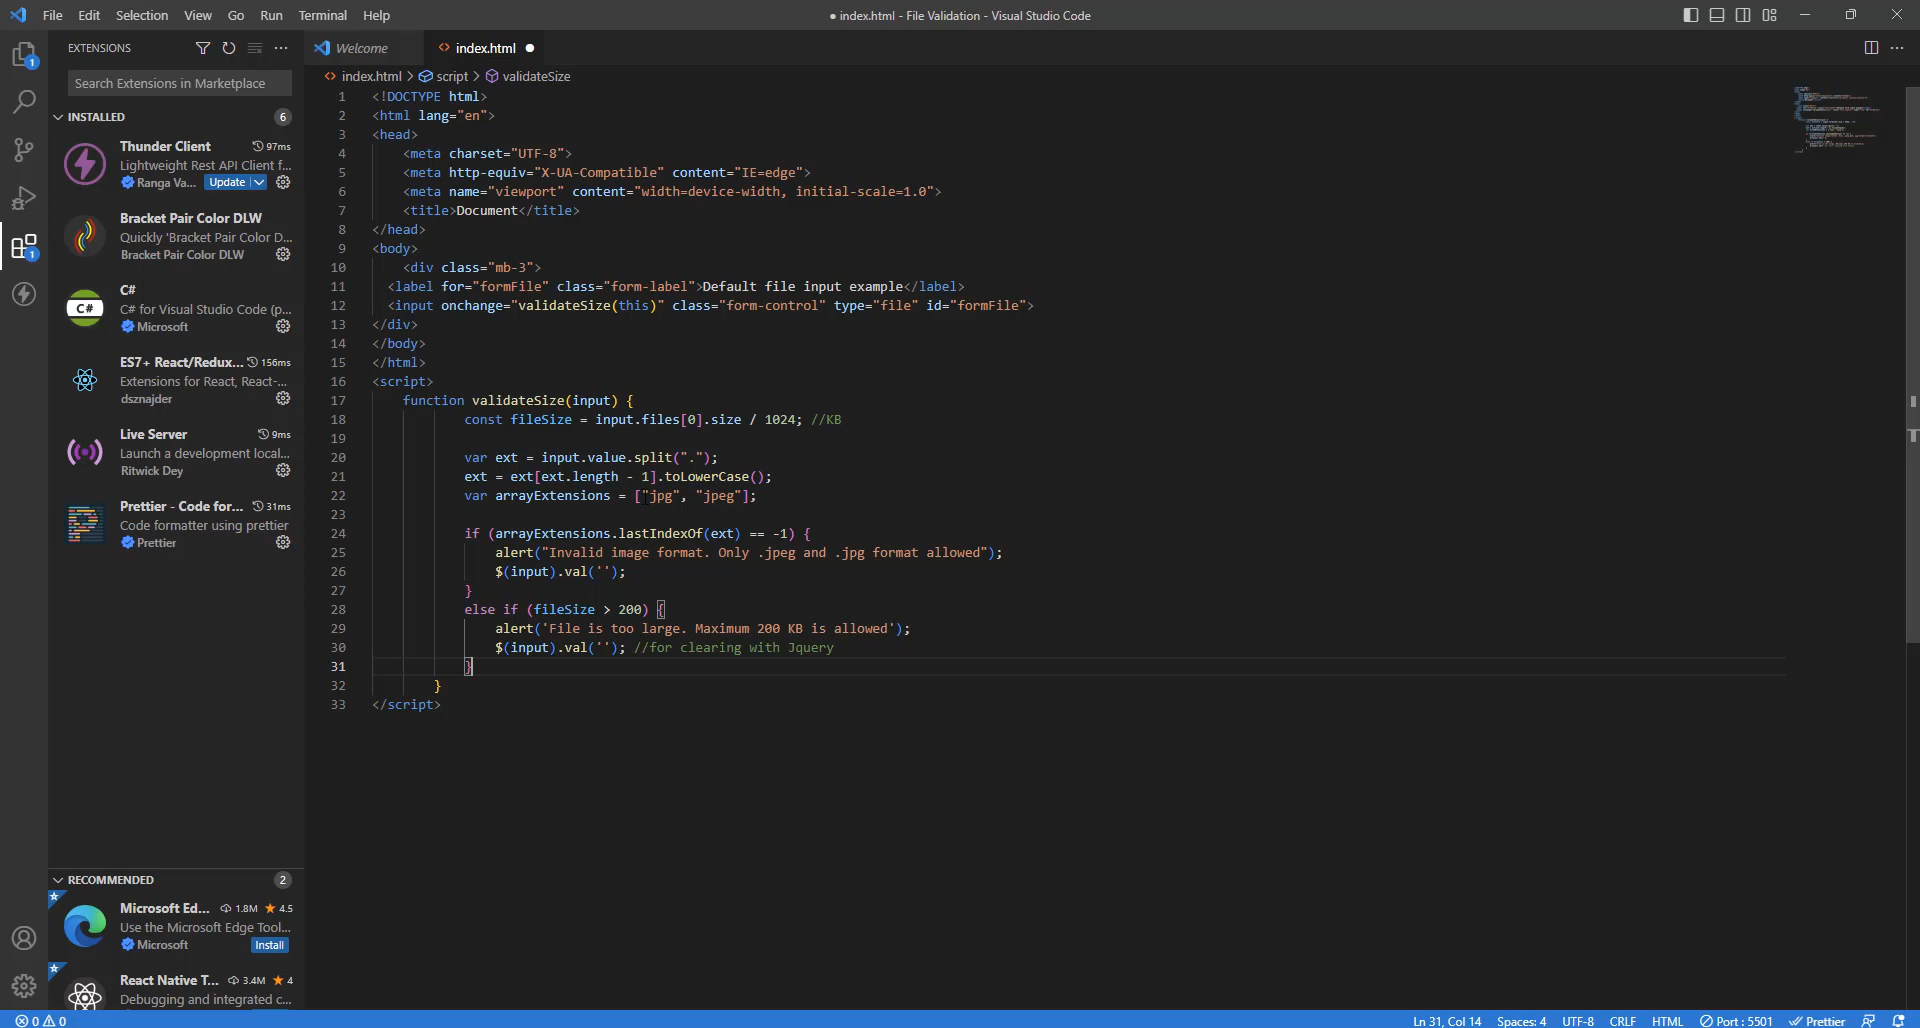 File Edit Selection View Go Run Terminal Help
● index.html - File Validation - Visual Studio Code
EXTENSIONS
Search Extensions in Marketplace
INSTALLED 6
Thunder Client 97ms
Lightweight Rest API Client f...
Ranga Va... Update
Bracket Pair Color DLW
Quickly 'Bracket Pair Color D...
Bracket Pair Color DLW
C#
C# for Visual Studio Code (p...
Microsoft
ES7+ React/Redux... 156ms
Extensions for React, React-...
dsznajder
Live Server 9ms
Launch a development local...
Ritwick Dey
Prettier - Code for... 31ms
Code formatter using prettier
Prettier
RECOMMENDED 2
Microsoft Ed... 1.8M 4.5
Use the Microsoft Edge Tool...
Microsoft Install
React Native T... 3.4M 4
Debugging and integrated c...
Welcome index.html
index.html > script > validateSize
1 <!DOCTYPE html>
2 <html lang="en">
3 <head>
4 <meta charset="UTF-8">
5 <meta http-equiv="X-UA-Compatible" content="IE=edge">
6 <meta name="viewport" content="width=device-width, initial-scale=1.0">
7 <title>Document</title>
8 </head>
9 <body>
10 <div class="mb-3">
11 <label for="formFile" class="form-label">Default file input example</label>
12 <input onchange="validateSize(this)" class="form-control" type="file" id="formFile">
13 </div>
14 </body>
15 </html>
16 <script>
17 function validateSize(input) {
18 const fileSize = input.files[0].size / 1024; //KB
19
20 var ext = input.value.split(".");
21 ext = ext[ext.length - 1].toLowerCase();
22 var arrayExtensions = ["jpg", "jpeg"];
23
24 if (arrayExtensions.lastIndexOf(ext) == -1) {
25 alert("Invalid image format. Only .jpeg and .jpg format allowed");
26 $(input).val('');
27 }
28 else if (fileSize > 200) {
29 alert('File is too large. Maximum 200 KB is allowed');
30 $(input).val(''); //for clearing with Jquery
31 }
32 }
33 </script>
1
1
0 0
Ln 31, Col 14 Spaces: 4 UTF-8 CRLF HTML Port : 5501 Prettier